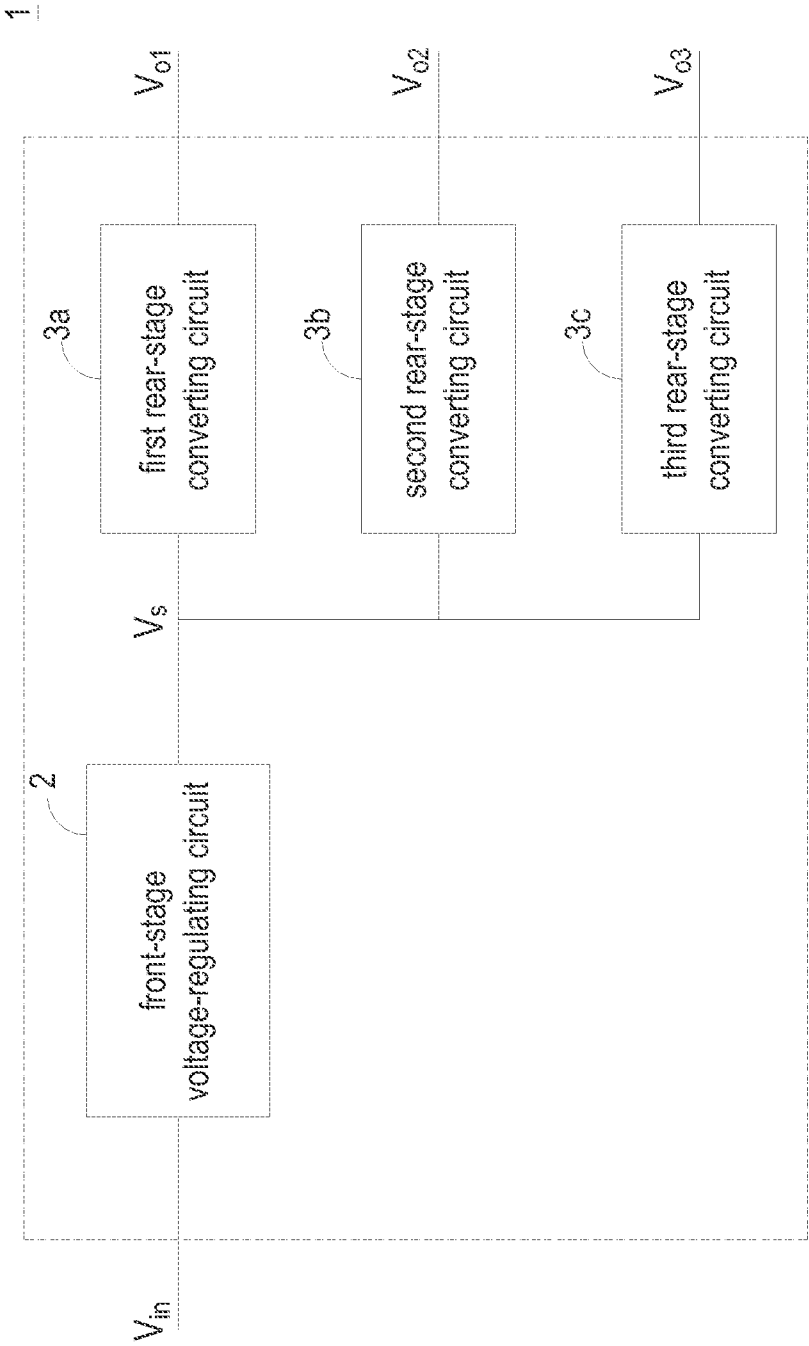 1
V_in
2
front-stage
voltage-regulating circuit
V_s
3a
first rear-stage
converting circuit
V_o1
3b
second rear-stage
converting circuit
V_o2
3c
third rear-stage
converting circuit
V_o3